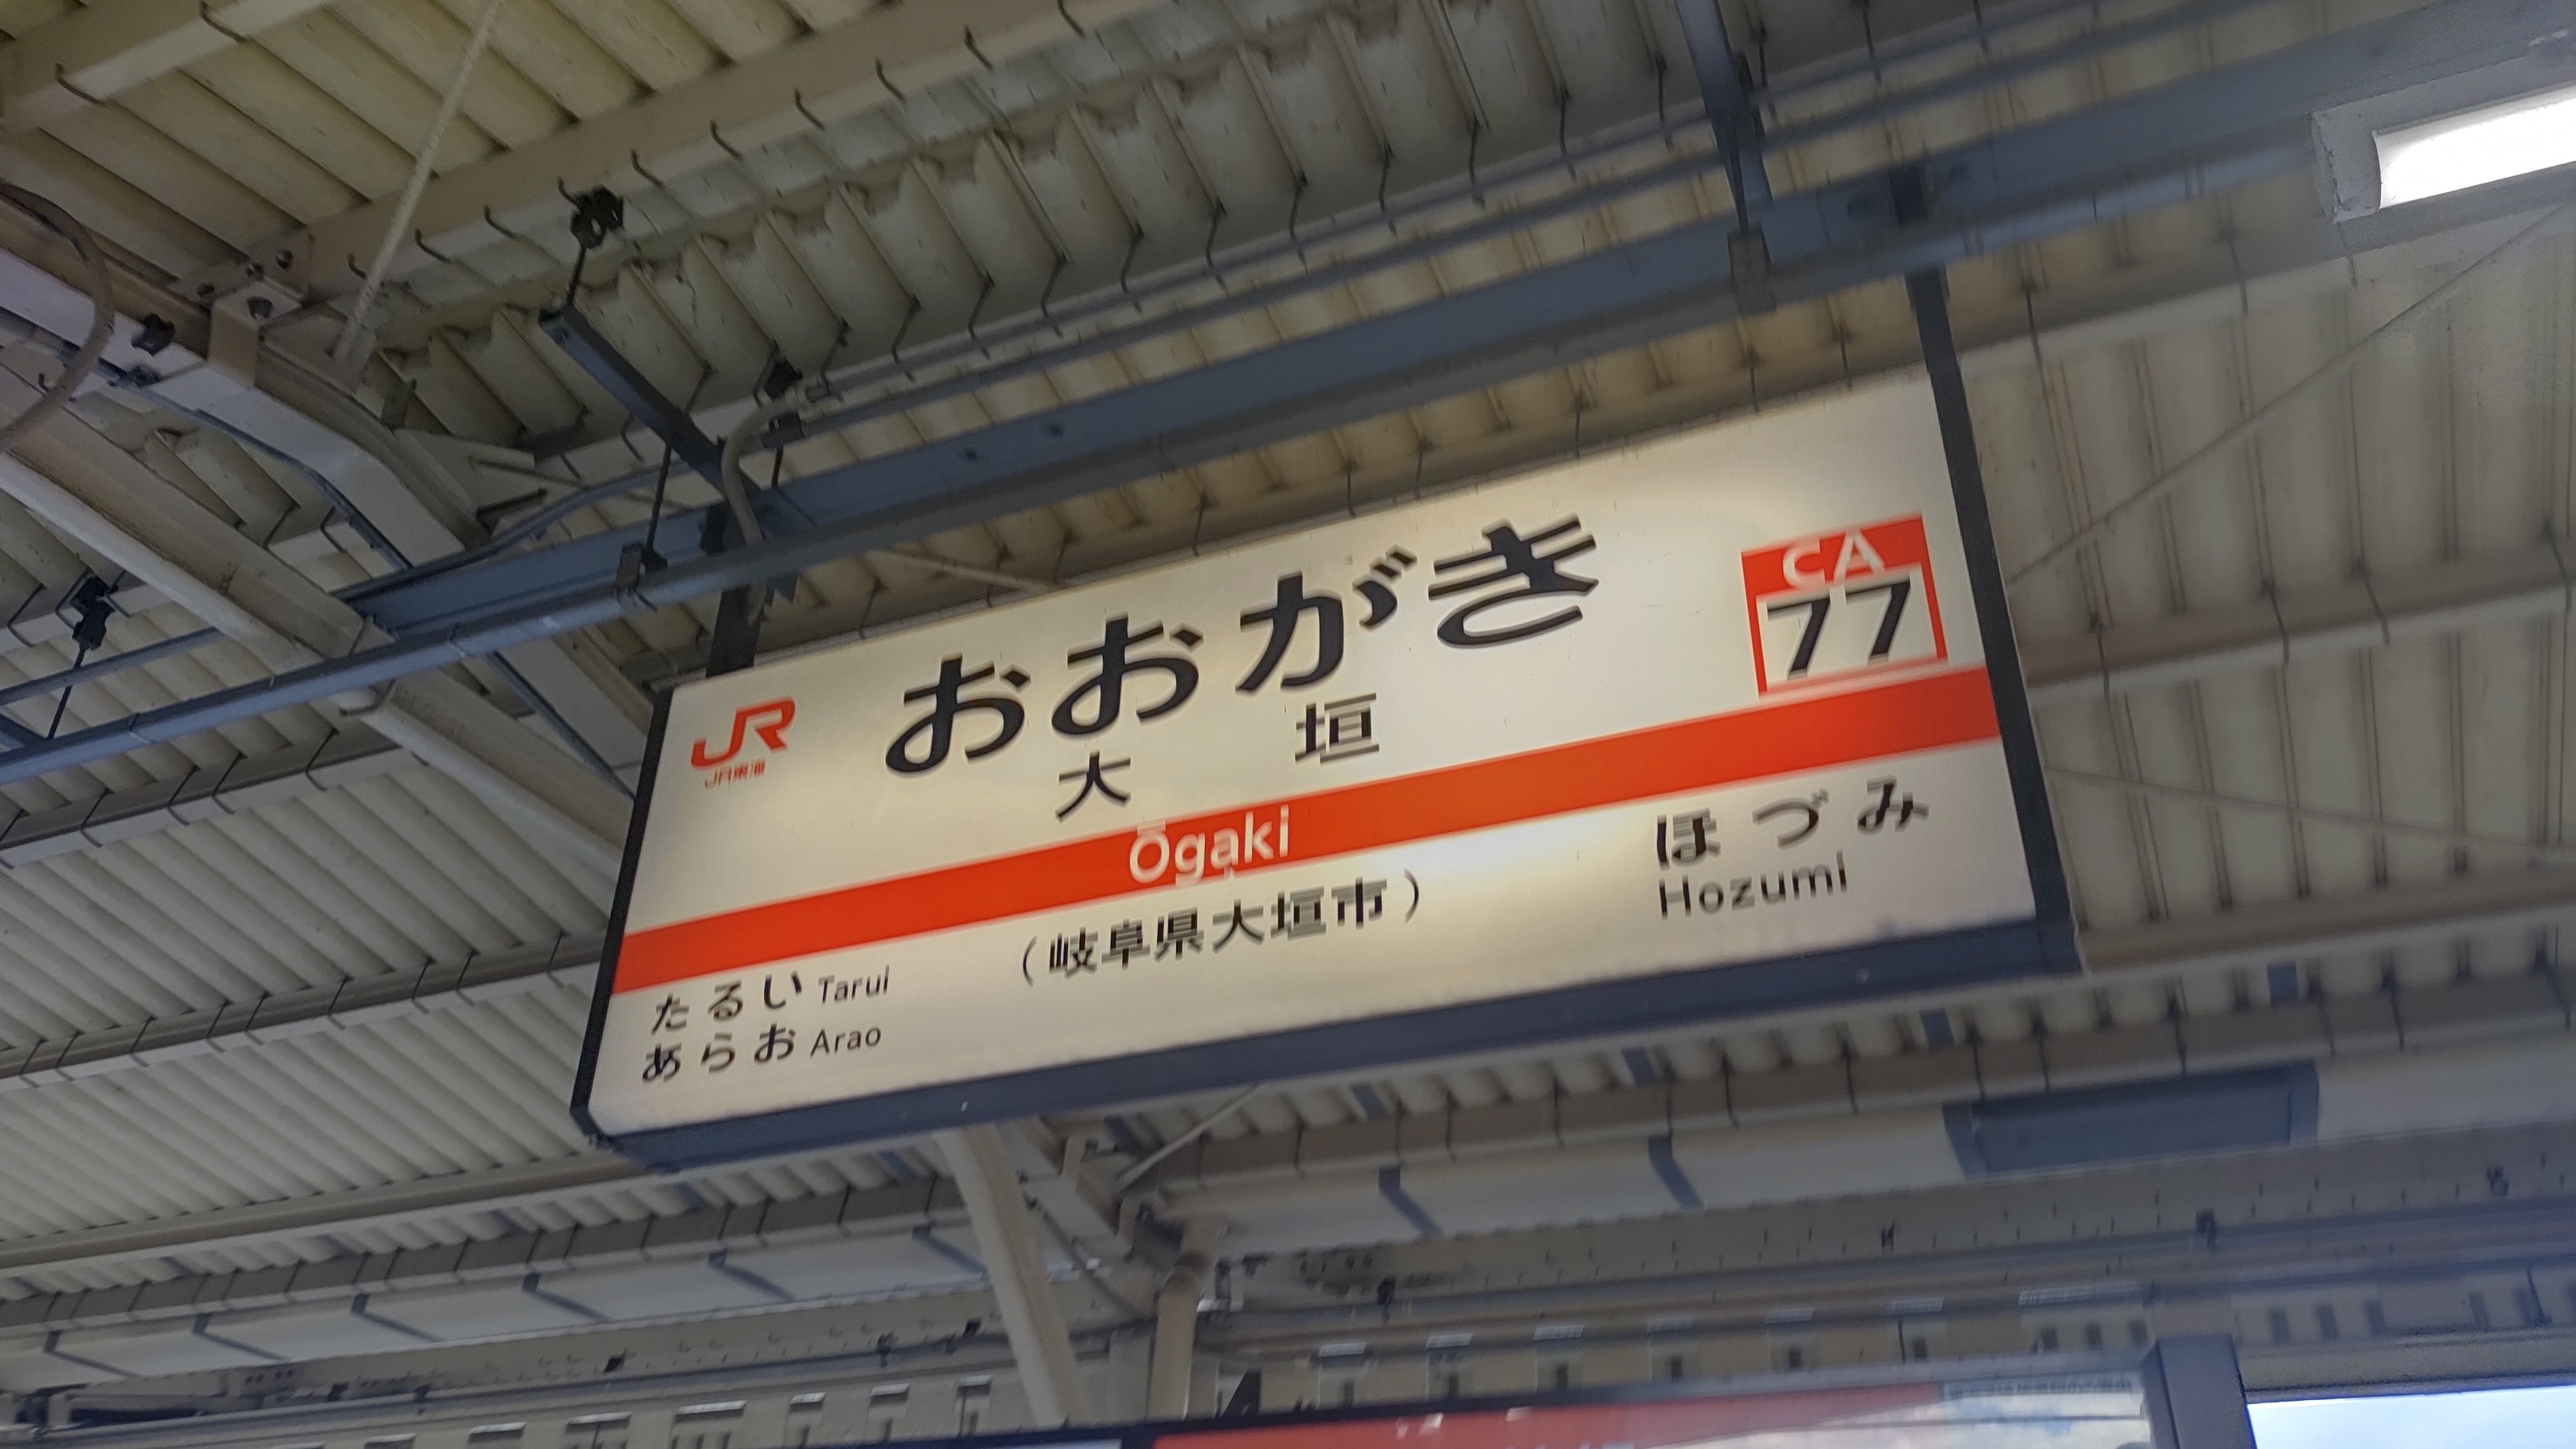 JR
JR東海
おおがき
大垣
CA
77
Ōgaki
(岐阜県大垣市)
たるい Tarui
あらお Arao
ほづみ
Hozumi